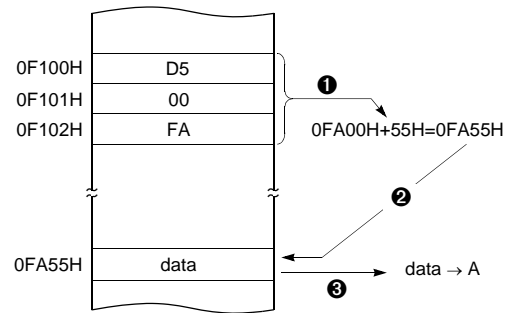 0F100H D5
❶
0F101H 00
0F102H FA 0FA00H+55H=0FA55H
❷
0FA55H data data → A
❸